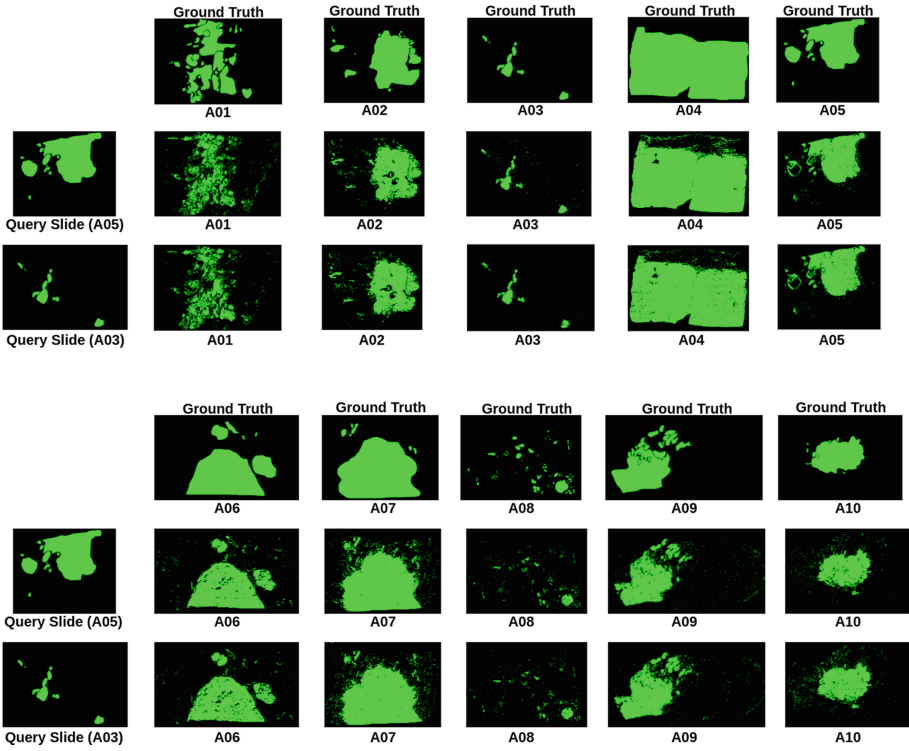 Ground Truth Ground Truth Ground Truth Ground Truth Ground Truth
A01 A02 A03 A04 A05
Query Slide (A05) A01 A02 A03 A04 A05
Query Slide (A03) A01 A02 A03 A04 A05
Ground Truth Ground Truth Ground Truth Ground Truth Ground Truth
A06 A07 A08 A09 A10
Query Slide (A05) A06 A07 A08 A09 A10
Query Slide (A03) A06 A07 A08 A09 A10